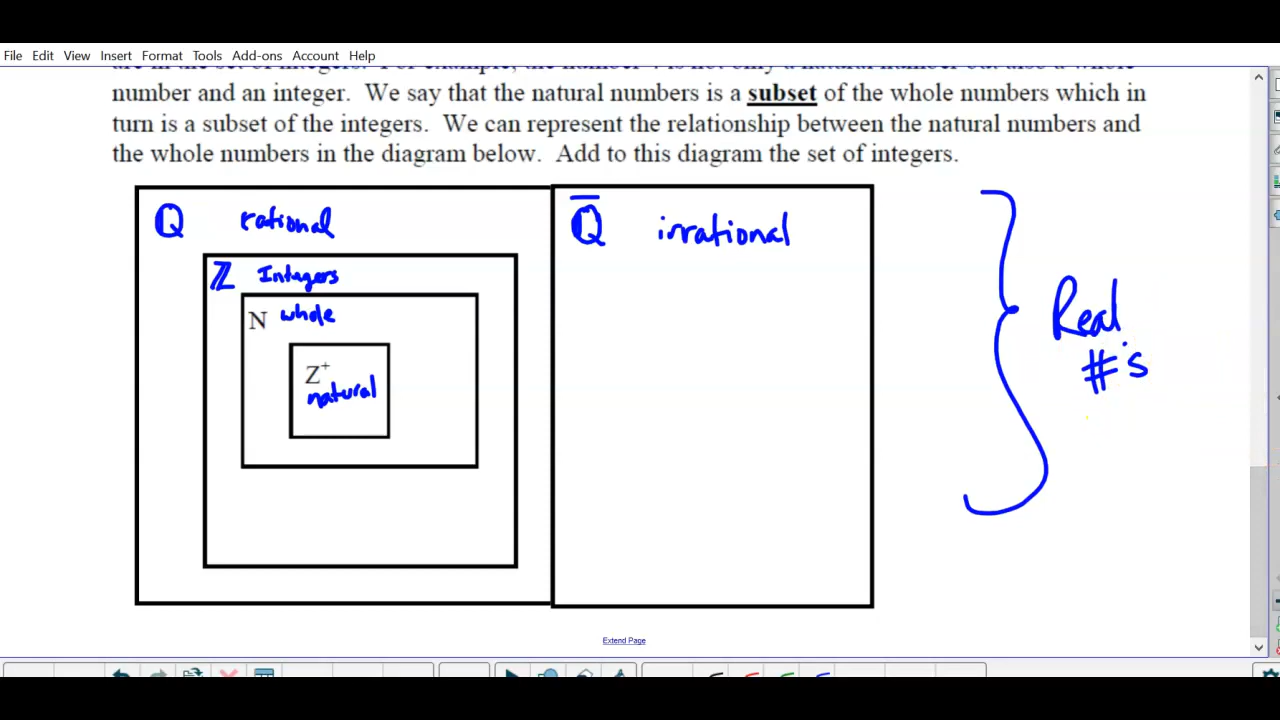 File Edit View Insert Format Tools Add-ons Account Help
number and an integer. We say that the natural numbers is a subset of the whole numbers which in
turn is a subset of the integers. We can represent the relationship between the natural numbers and
the whole numbers in the diagram below. Add to this diagram the set of integers.
Q rational
Q̅ irrational
ℤ Integers
N whole
Z⁺
natural
Real
#'s
Extend Page